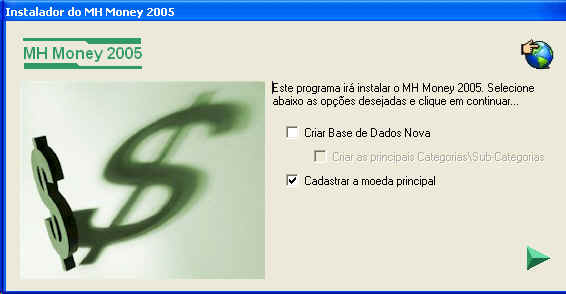 Instalador do MH Money 2005
MH Money 2005
Este programa irá instalar o MH Money 2005. Selecione
abaixo as opções desejadas e clique em continuar...
Criar Base de Dados Nova
Criar as principais Categorias\Sub-Categorias
Cadastrar a moeda principal